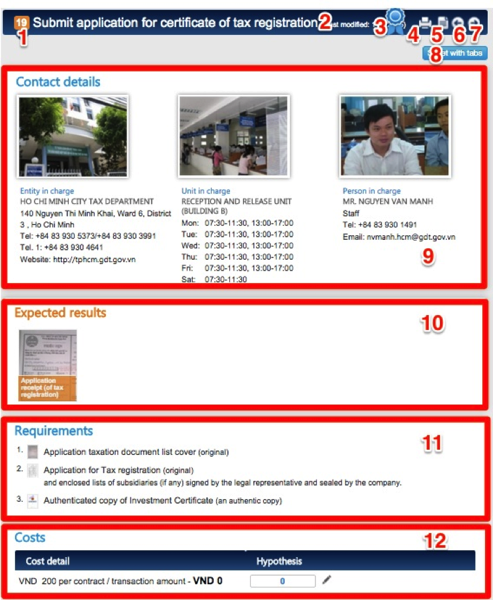 19 Submit application for certificate of tax registration st modified:
1 2 3 4 5 6 7
t with tabs
8
Contact details
Entity in charge
HO CHI MINH CITY TAX DEPARTMENT
140 Nguyen Thi Minh Khai, Ward 6, District
3 , Ho Chi Minh
Tel: +84 83 930 5373/+84 83 930 3991
Tel. 1: +84 83 930 4641
Website: http://tphcm.gdt.gov.vn
Unit in charge
RECEPTION AND RELEASE UNIT
(BUILDING B)
Mon: 07:30-11:30, 13:00-17:00
Tue: 07:30-11:30, 13:00-17:00
Wed: 07:30-11:30, 13:00-17:00
Thu: 07:30-11:30, 13:00-17:00
Fri: 07:30-11:30, 13:00-17:00
Sat: 07:30-11:30
Person in charge
MR. NGUYEN VAN MANH
Staff
Tel: +84 83 930 1491
Email: nvmanh.hcm@gdt.gov.vn
9
Expected results
10
Application
receipt (of tax
registration)
Requirements
11
1. Application taxation document list cover (original)
2. Application for Tax registration (original)
and enclosed lists of subsidiaries (if any) signed by the legal representative and sealed by the company.
3. Authenticated copy of Investment Certificate (an authentic copy)
Costs
12
Cost detail Hypothesis
VND 200 per contract / transaction amount - VND 0 0